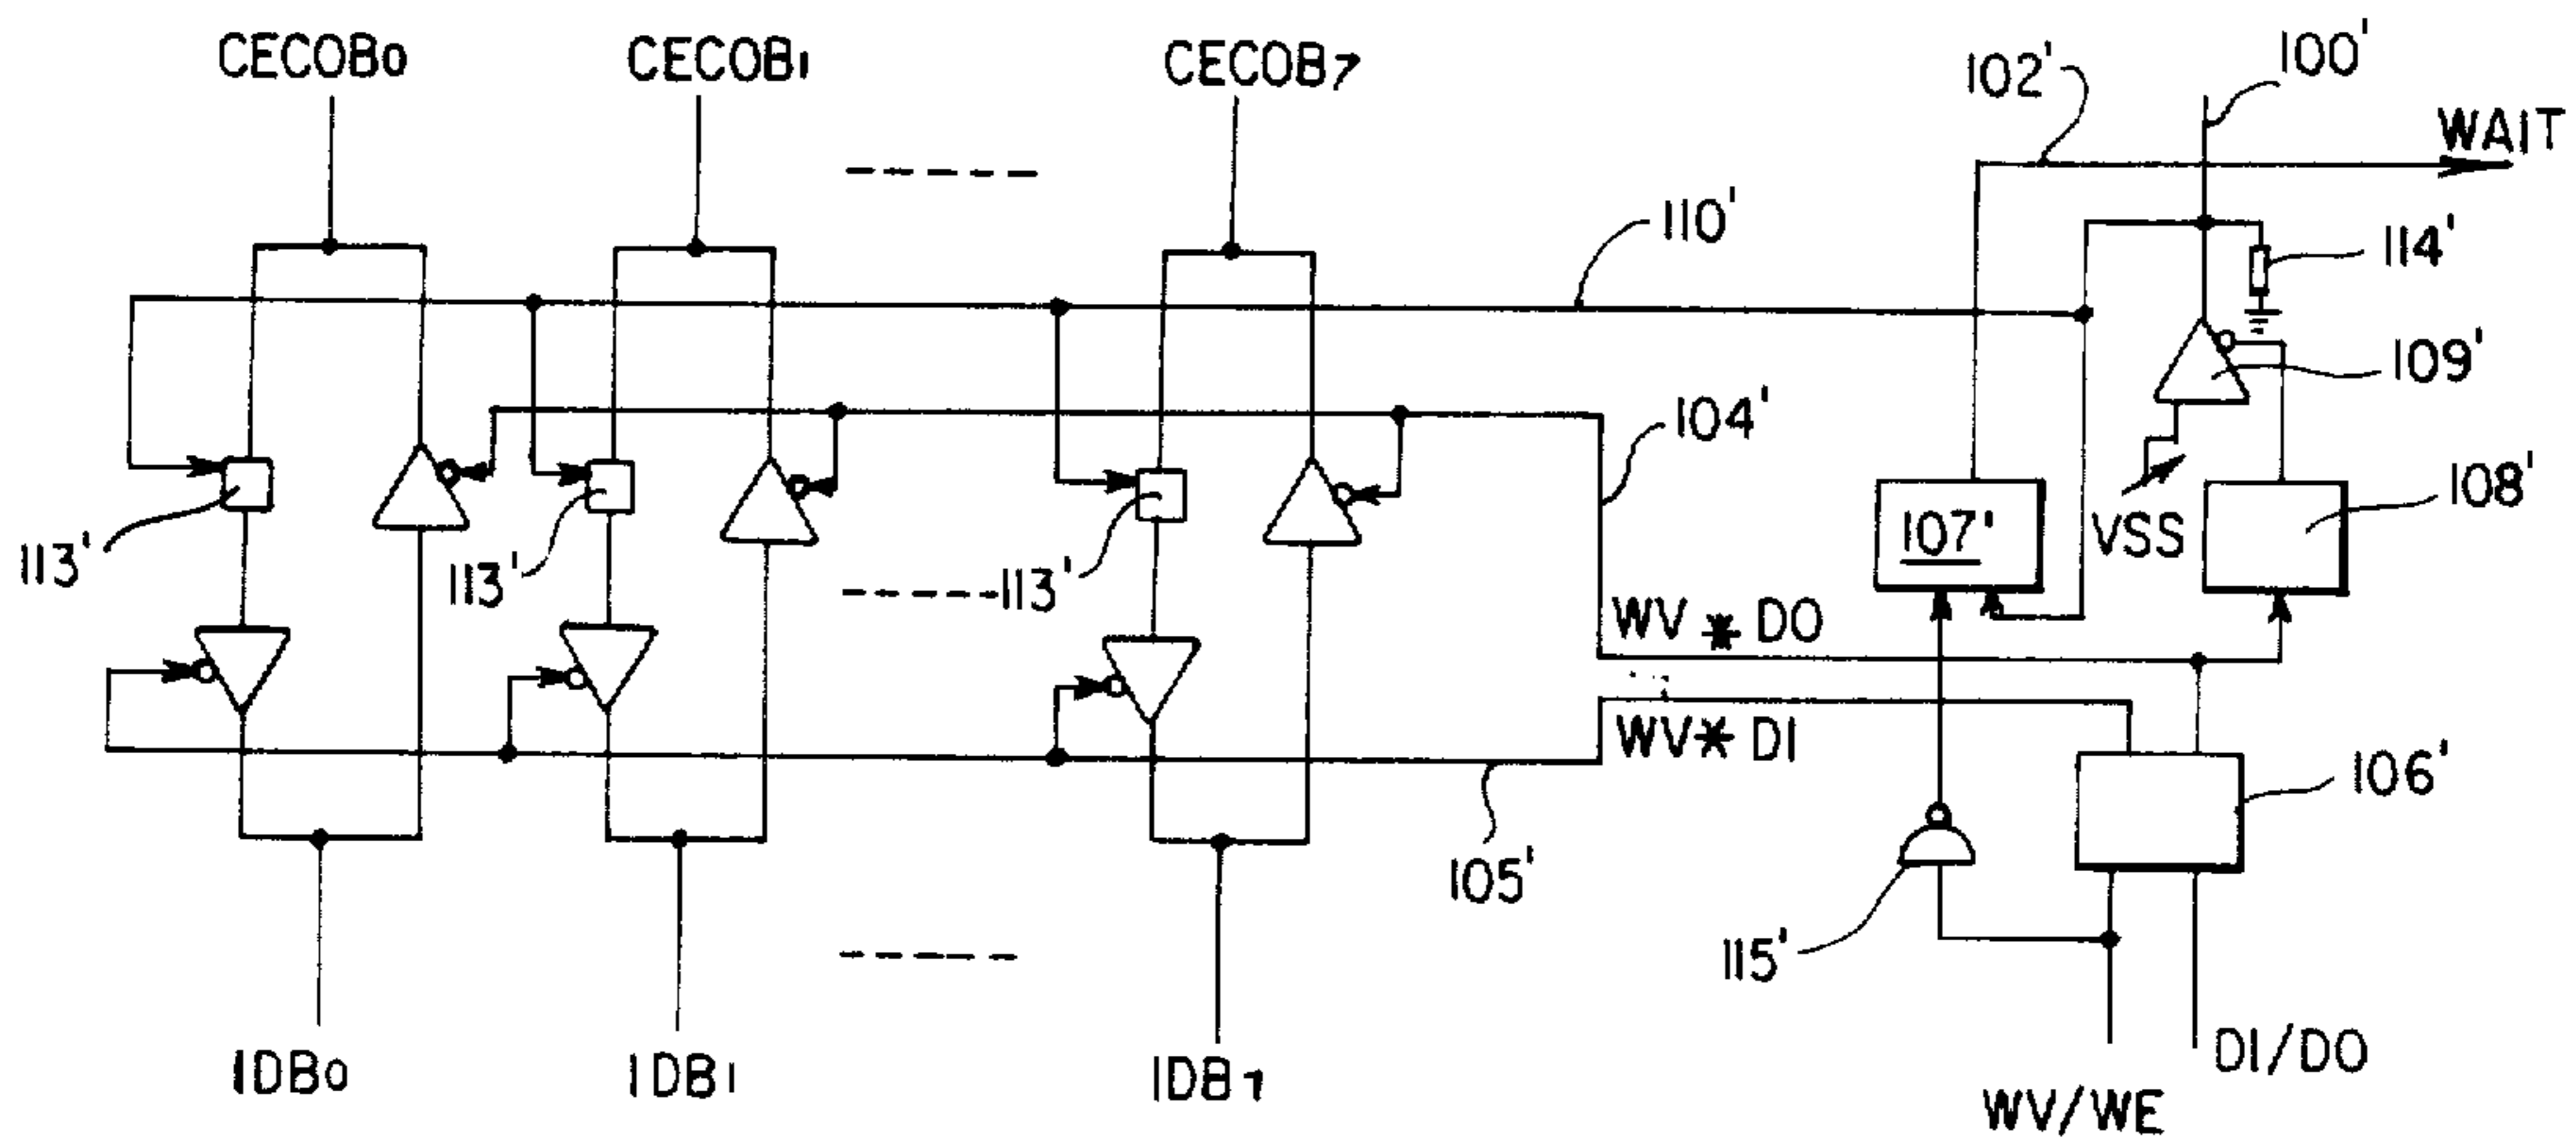 CECOB0
CECOB1
CECOB7
102'
100'
WAIT
110'
114'
109'
104'
107'
VSS
108'
113'
113'
113'
WV * DO
WV* DI
106'
105'
115'
IDB0
IDB1
IDB7
DI/DO
WV/WE